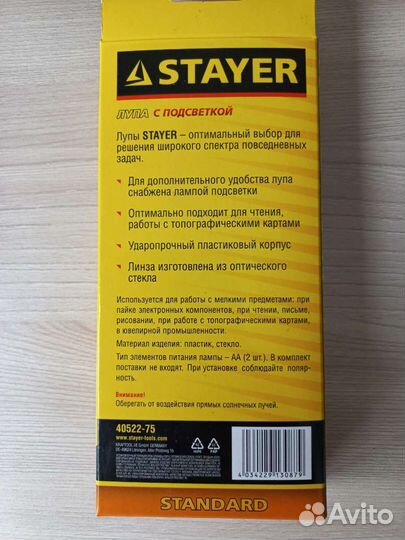 STAYER
ЛУПА С ПОДСВЕТКОЙ
Лупы STAYER – оптимальный выбор для
решения широкого спектра повседневных
задач.
Для дополнительного удобства лупа
снабжена лампой подсветки
Оптимально подходит для чтения,
работы с топографическими картами
Ударопрочный пластиковый корпус
Линза изготовлена из оптического
стекла
Используется для работы с мелкими предметами: при
пайке электронных компонентов, при чтении, письме,
рисовании, при работе с топографическими картами,
в ювелирной промышленности.
Материал изделия: пластик, стекло.
Тип элементов питания лампы – АА (2 шт.). В комплект
поставки не входят. При установке соблюдайте поляр-
ность.
Внимание!
Оберегать от воздействия прямых солнечных лучей.
40522-75
www.stayer-tools.com
4 034229 130879
STANDARD
Avito